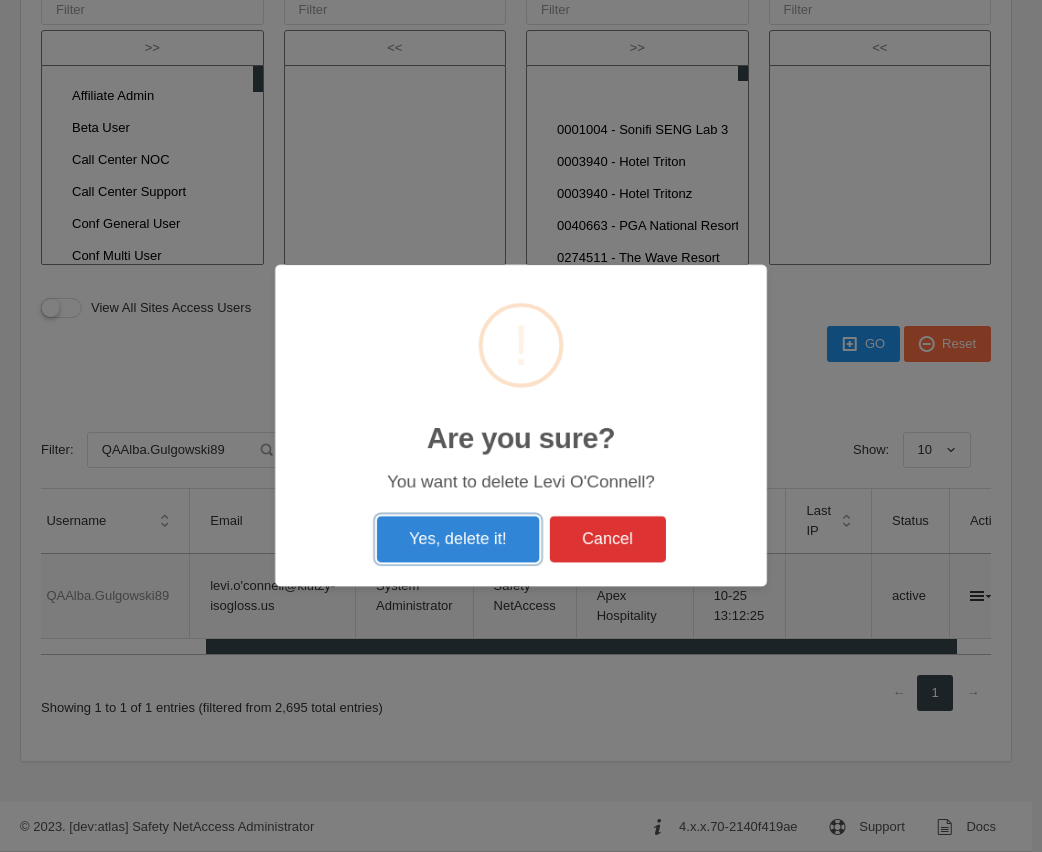 Filter
Filter
Filter
Filter
>>
<<
>>
<<
Affiliate Admin
Beta User
Call Center NOC
Call Center Support
Conf General User
Conf Multi User
0001004 - Sonifi SENG Lab 3
0003940 - Hotel Triton
0003940 - Hotel Tritonz
0040663 - PGA National Resort
0274511 - The Wave Resort
View All Sites Access Users
GO
Reset
!
Are you sure?
You want to delete Levi O'Connell?
Yes, delete it!
Cancel
Filter:
QAAlba.Gulgowski89
Show:
10
Username
Email
Last
IP
Status
Acti
QAAlba.Gulgowski89
levi.o'connell@klutzy-
isogloss.us
System
Administrator
Safety
NetAccess
Apex
Hospitality
10-25
13:12:25
active
← 1 →
Showing 1 to 1 of 1 entries (filtered from 2,695 total entries)
© 2023. [dev:atlas] Safety NetAccess Administrator
4.x.x.70-2140f419ae
Support
Docs